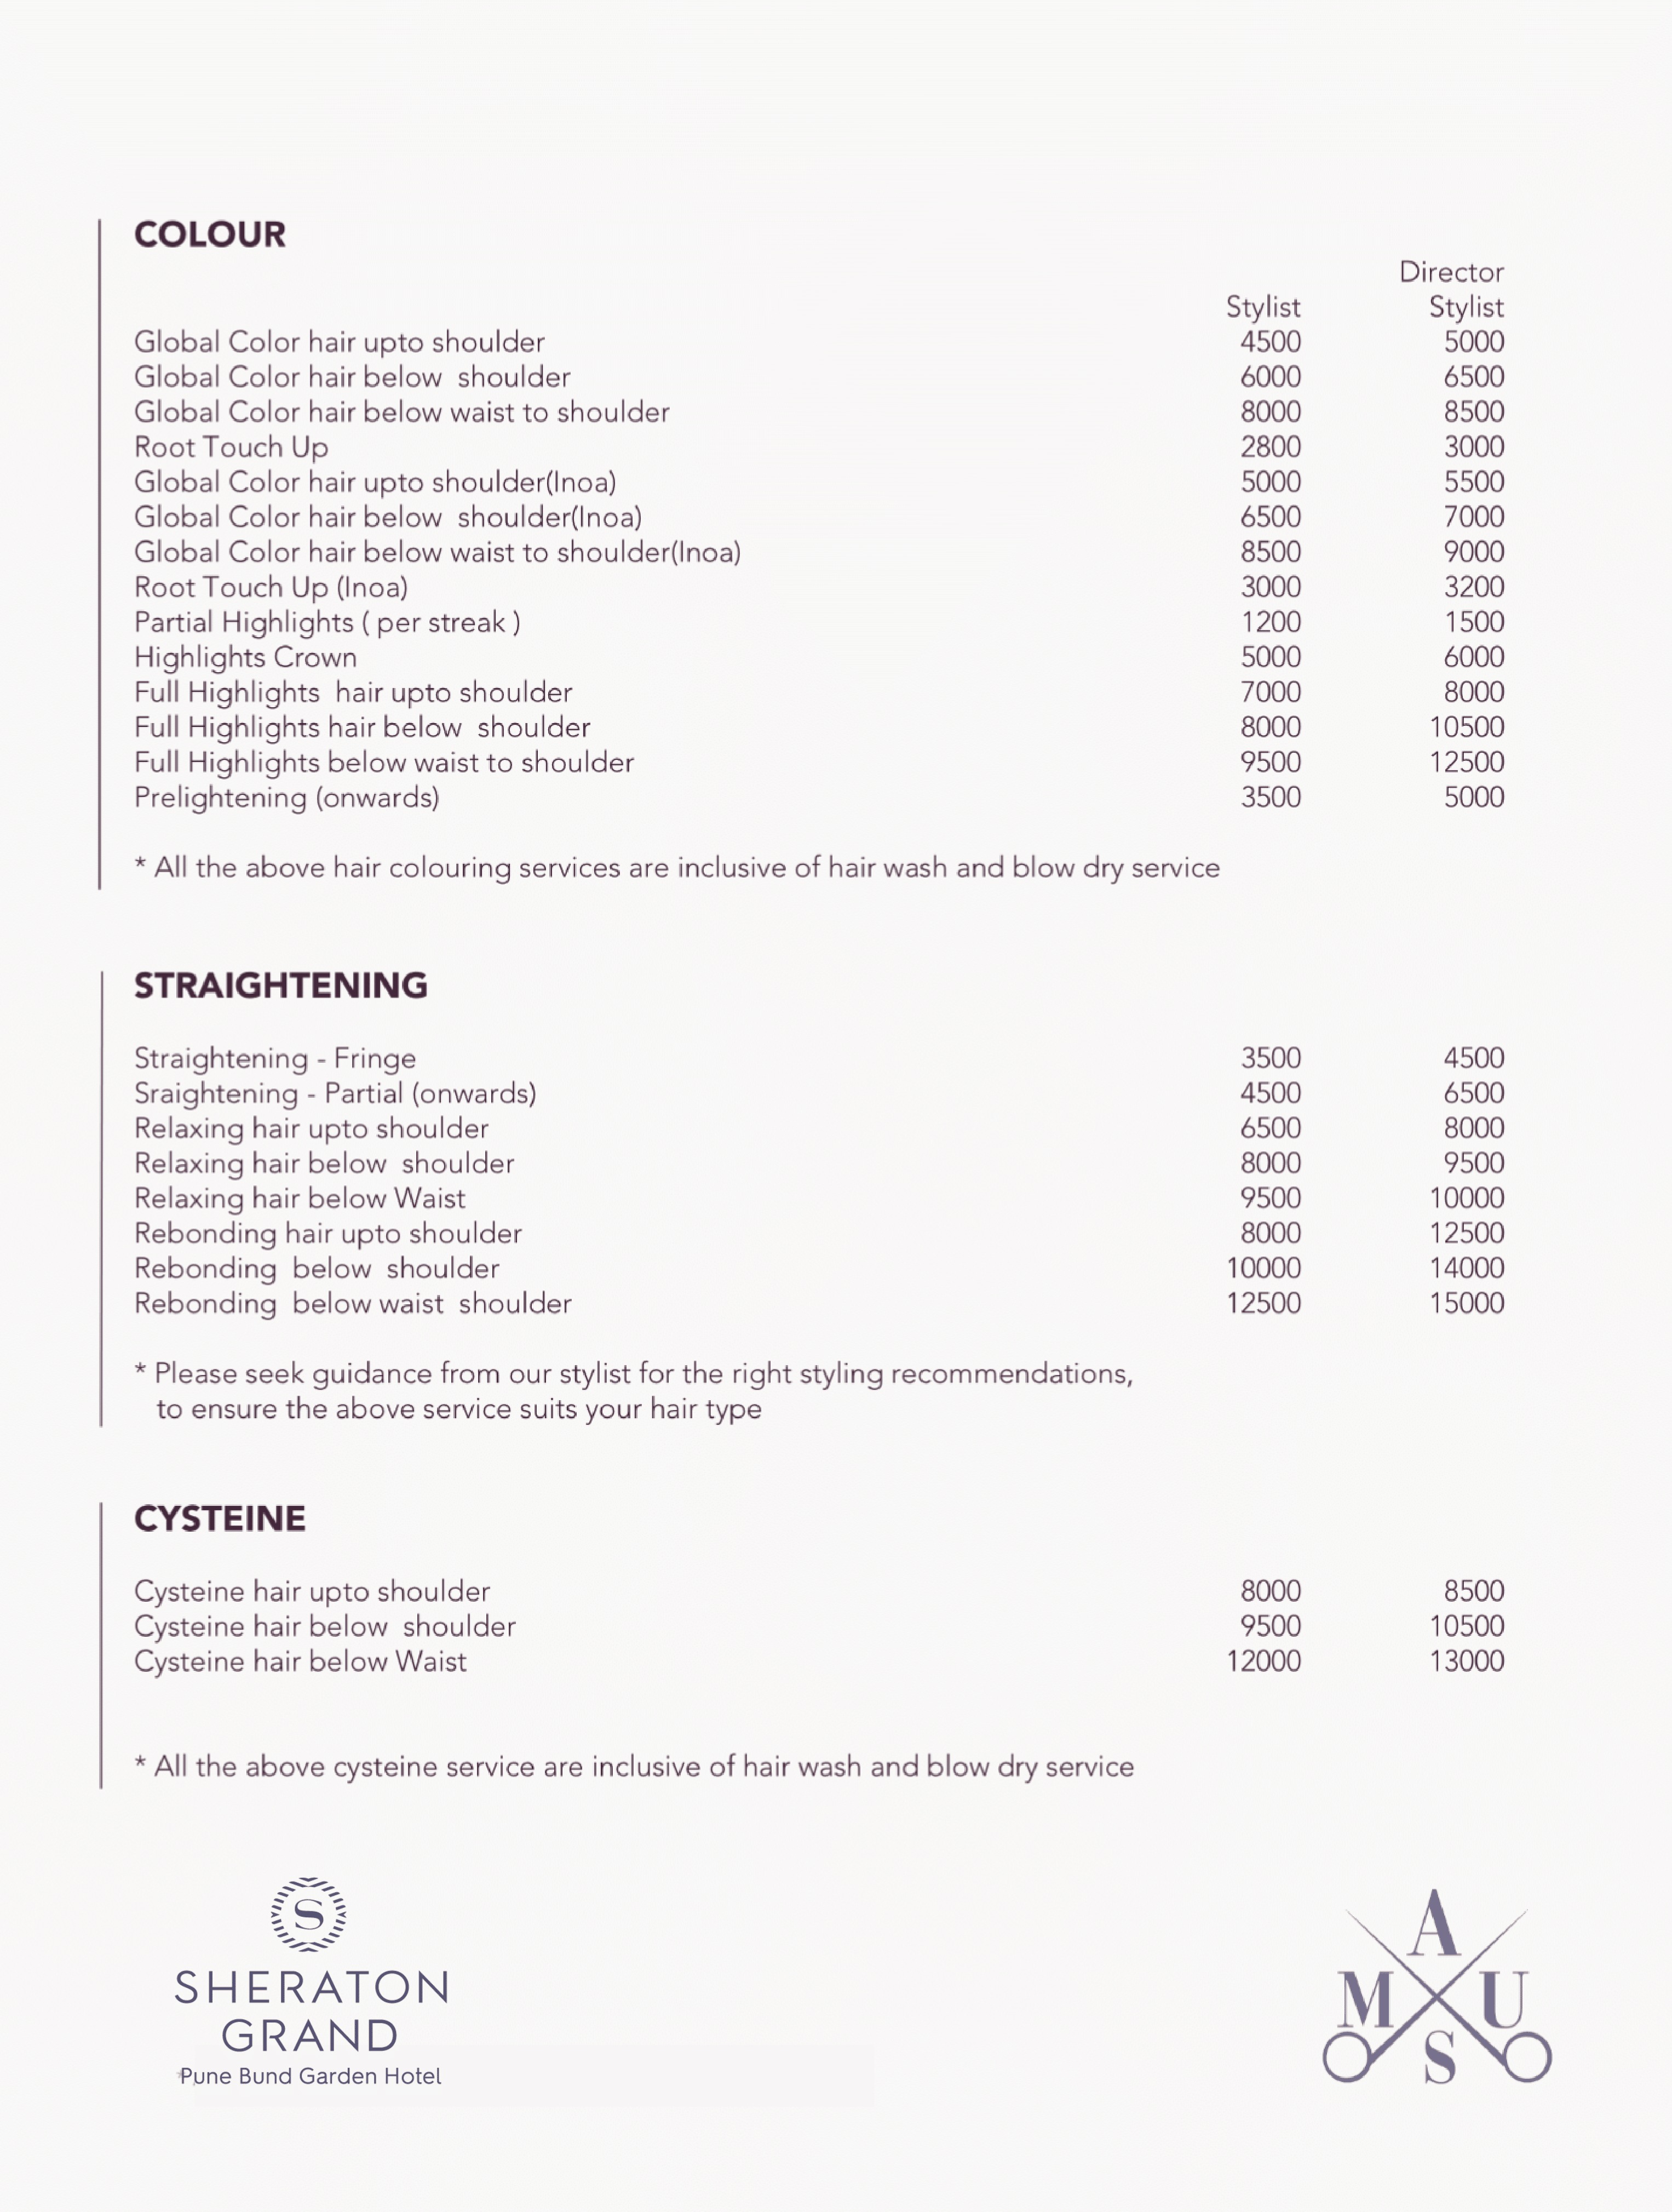 COLOUR
Director
Stylist Stylist
Global Color hair upto shoulder 4500 5000
Global Color hair below  shoulder 6000 6500
Global Color hair below waist to shoulder 8000 8500
Root Touch Up 2800 3000
Global Color hair upto shoulder(Inoa) 5000 5500
Global Color hair below  shoulder(Inoa) 6500 7000
Global Color hair below waist to shoulder(Inoa) 8500 9000
Root Touch Up (Inoa) 3000 3200
Partial Highlights ( per streak ) 1200 1500
Highlights Crown 5000 6000
Full Highlights  hair upto shoulder 7000 8000
Full Highlights hair below  shoulder 8000 10500
Full Highlights below waist to shoulder 9500 12500
Prelightening (onwards) 3500 5000
* All the above hair colouring services are inclusive of hair wash and blow dry service
STRAIGHTENING
Straightening - Fringe 3500 4500
Sraightening - Partial (onwards) 4500 6500
Relaxing hair upto shoulder 6500 8000
Relaxing hair below  shoulder 8000 9500
Relaxing hair below Waist 9500 10000
Rebonding hair upto shoulder 8000 12500
Rebonding  below  shoulder 10000 14000
Rebonding  below waist  shoulder 12500 15000
* Please seek guidance from our stylist for the right styling recommendations,
to ensure the above service suits your hair type
CYSTEINE
Cysteine hair upto shoulder 8000 8500
Cysteine hair below  shoulder 9500 10500
Cysteine hair below Waist 12000 13000
* All the above cysteine service are inclusive of hair wash and blow dry service
S
SHERATON
GRAND
Pune Bund Garden Hotel
A
M U
S